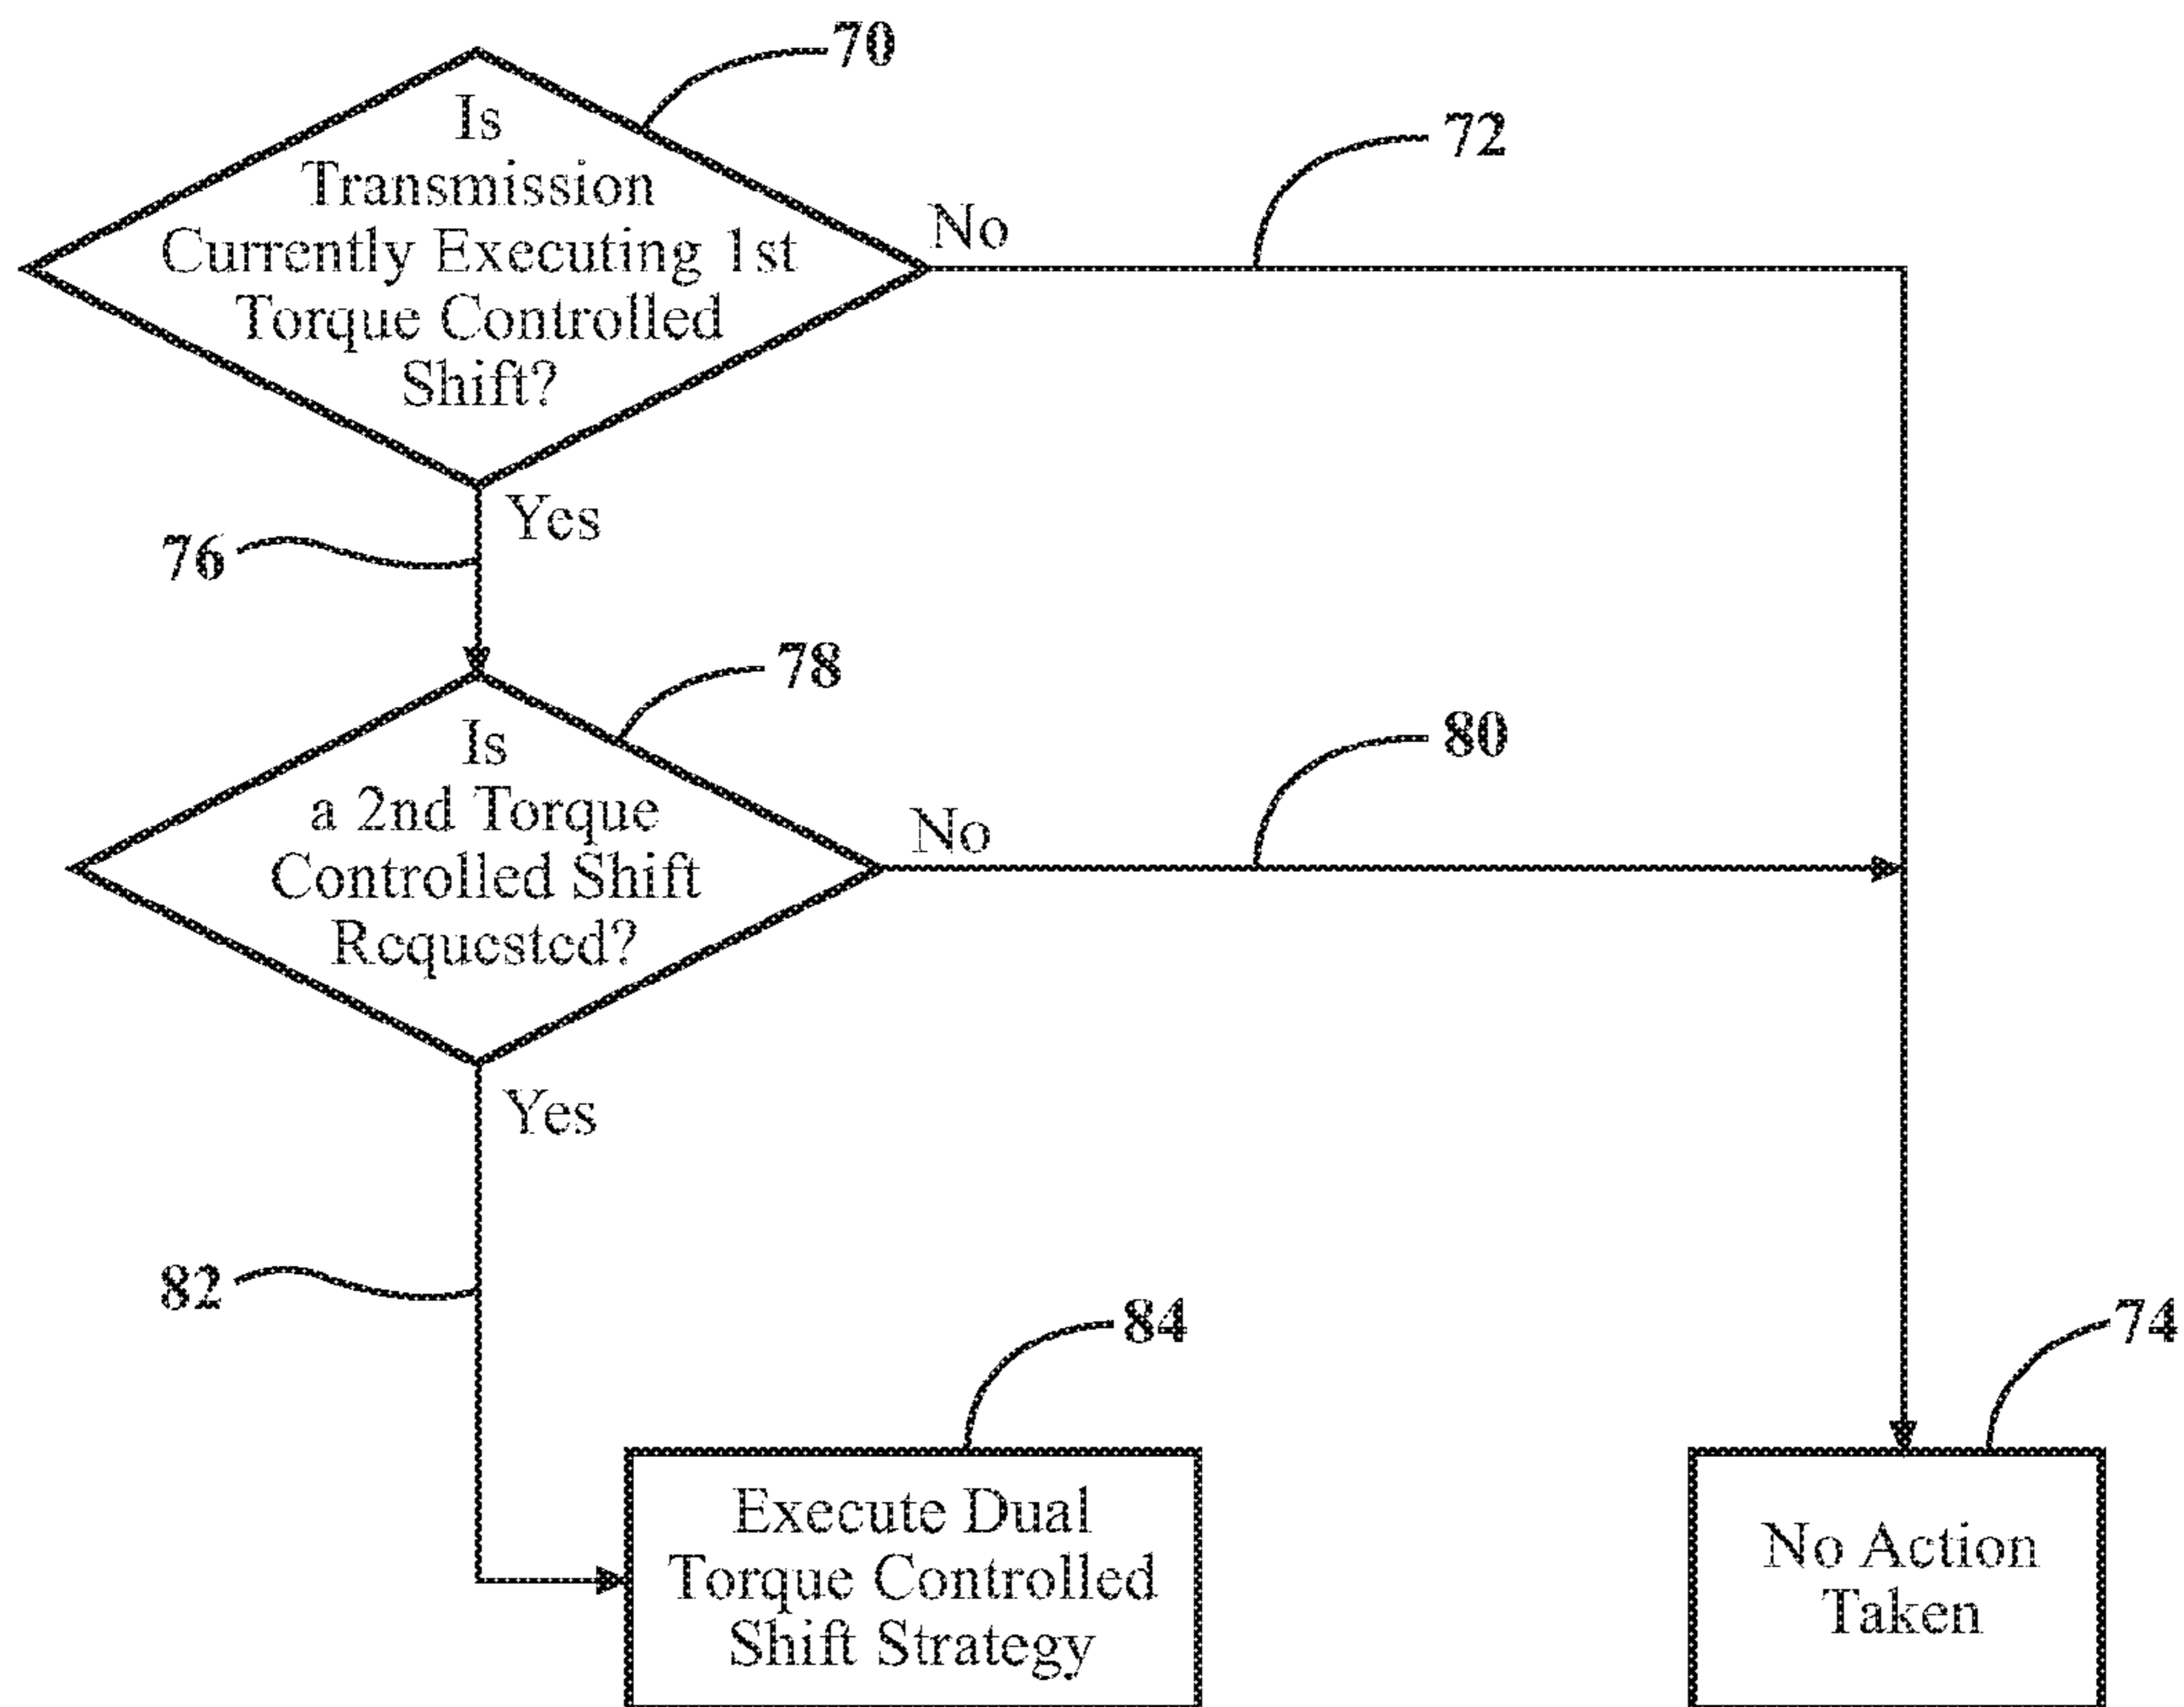 70
Is
Transmission
Currently Executing 1st
Torque Controlled
Shift?
No
72
Yes
76
78
Is
a 2nd Torque
Controlled Shift
Requested?
No
80
Yes
82
84
Execute Dual
Torque Controlled
Shift Strategy
74
No Action
Taken